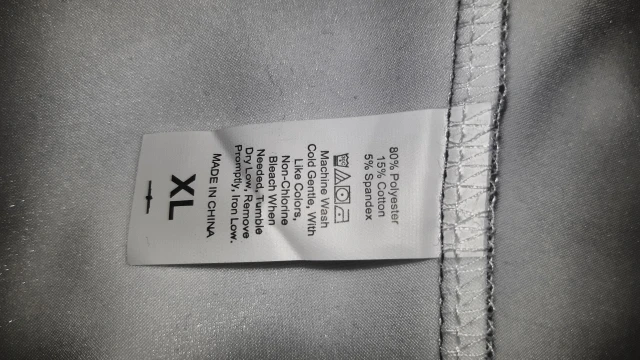 80% Polyester
15% Cotton
5% Spandex
Machine Wash
Cold Gentle, With
Like Colors,
Non-Chlorine
Bleach When
Needed, Tumble
Dry Low, Remove
Promptly, Iron Low.
MADE IN CHINA
XL